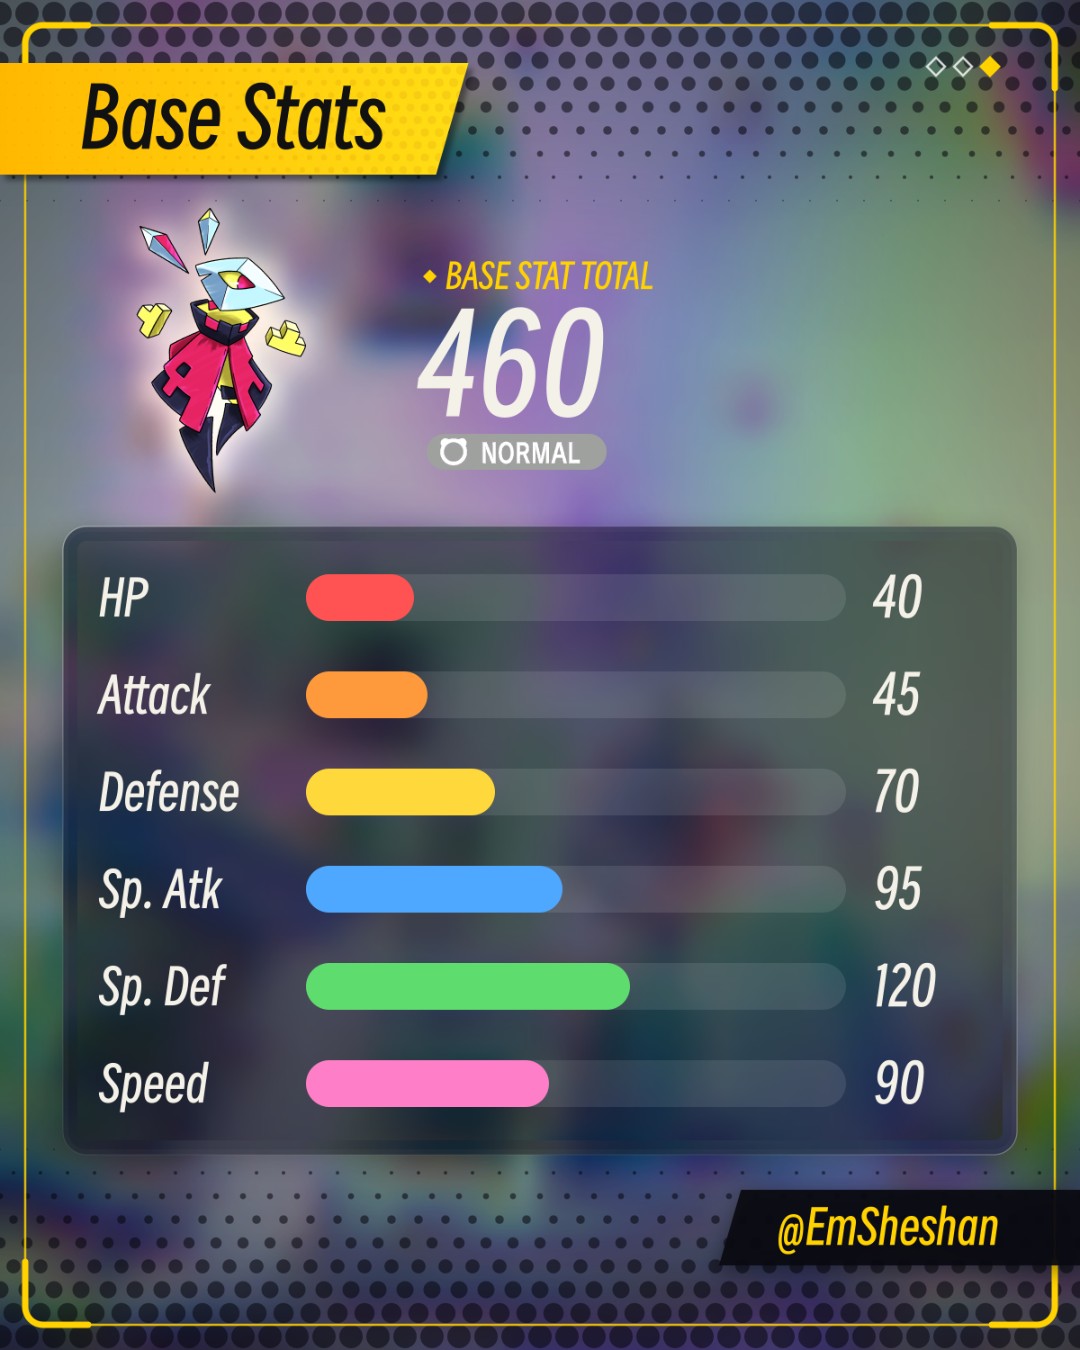 Base Stats
BASE STAT TOTAL
460
NORMAL
HP 40
Attack 45
Defense 70
Sp. Atk 95
Sp. Def 120
Speed 90
@EmSheshan